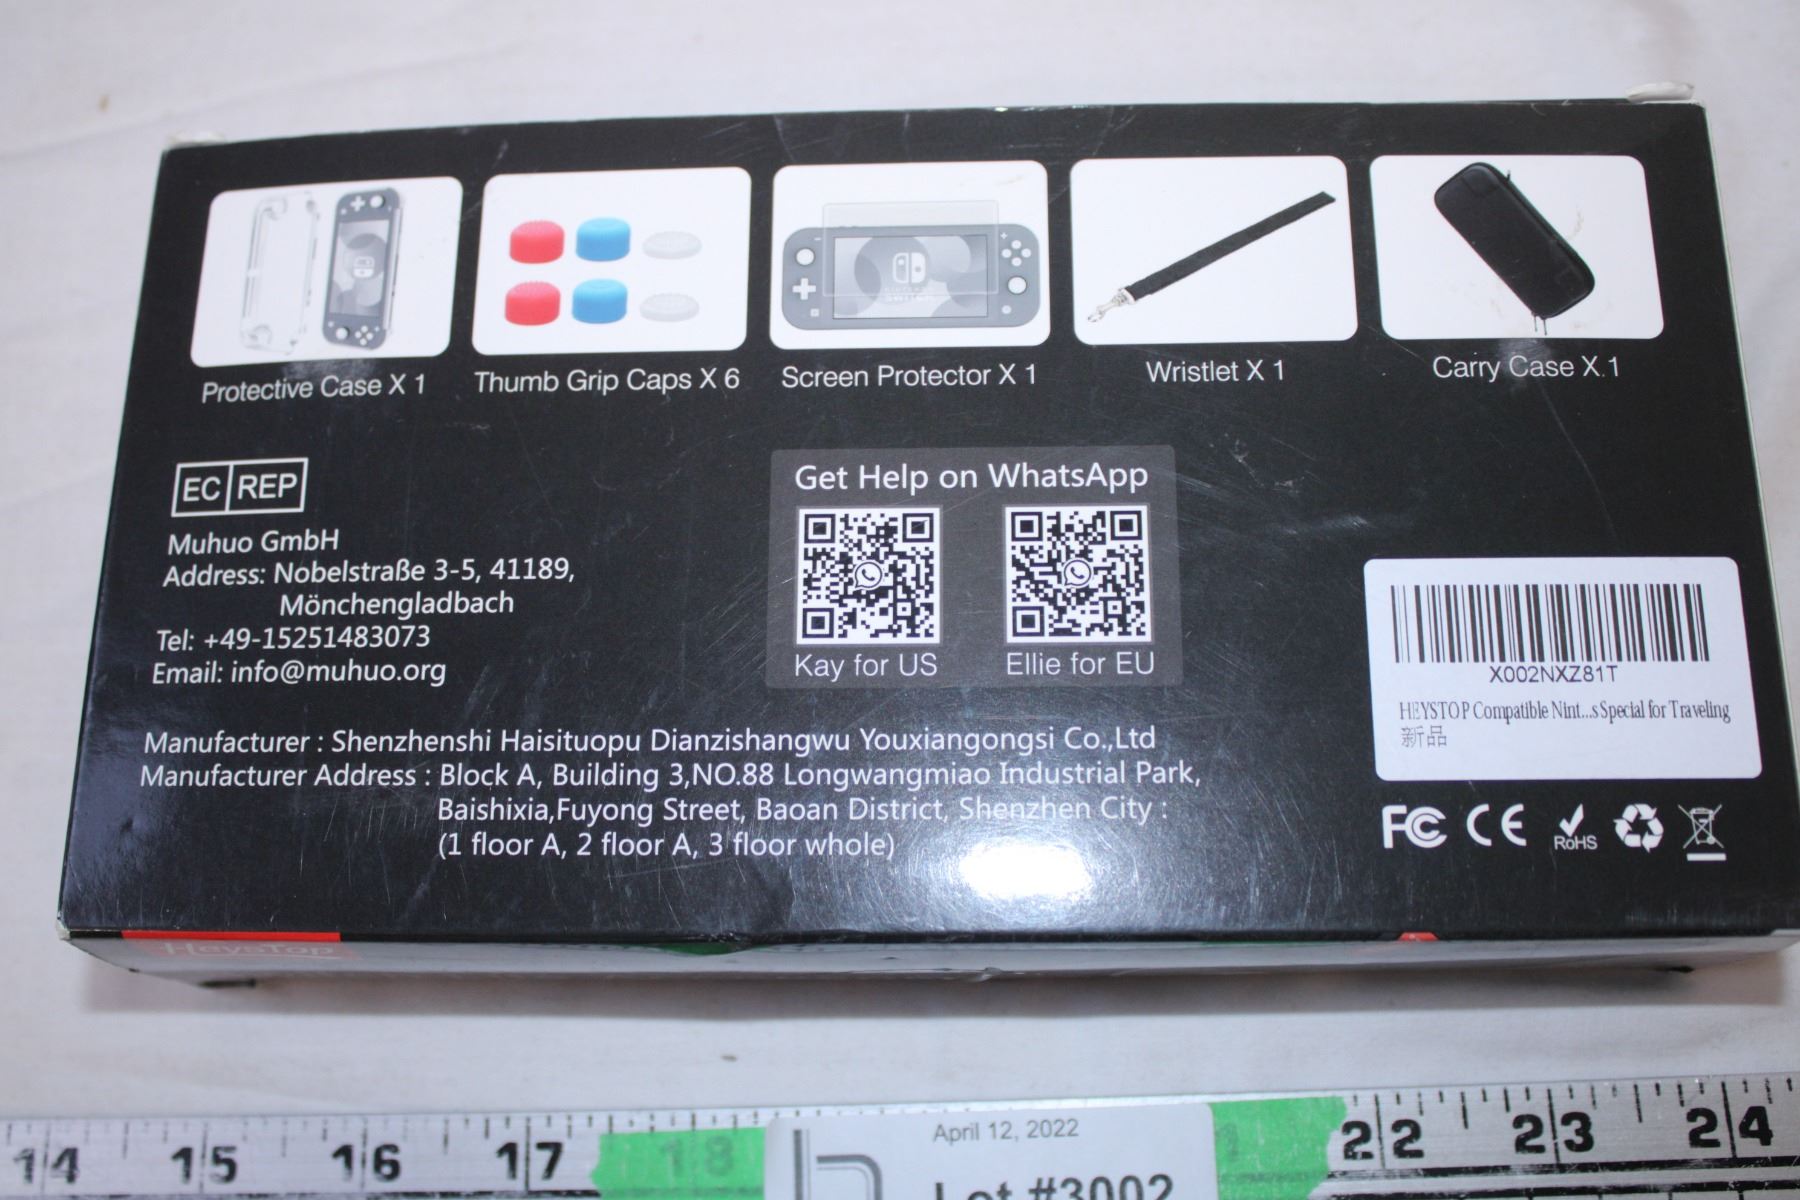 Protective Case X 1
Thumb Grip Caps X 6
Screen Protector X 1
Wristlet X 1
Carry Case X 1
EC REP
Muhuo GmbH
Address: Nobelstraße 3-5, 41189,
Mönchengladbach
Tel: +49-15251483073
Email: info@muhuo.org
Get Help on WhatsApp
Kay for US
Ellie for EU
X002NXZ81T
HEYSTOP Compatible Nint...s Special for Traveling
新品
Manufacturer : Shenzhenshi Haisituopu Dianzishangwu Youxiangongsi Co.,Ltd
Manufacturer Address : Block A, Building 3,NO.88 Longwangmiao Industrial Park,
Baishixia,Fuyong Street, Baoan District, Shenzhen City :
(1 floor A, 2 floor A, 3 floor whole)
FC CE RoHS
HeysTop
14 15 16 17 18 22 23 24
April 12, 2022
Lot #3002